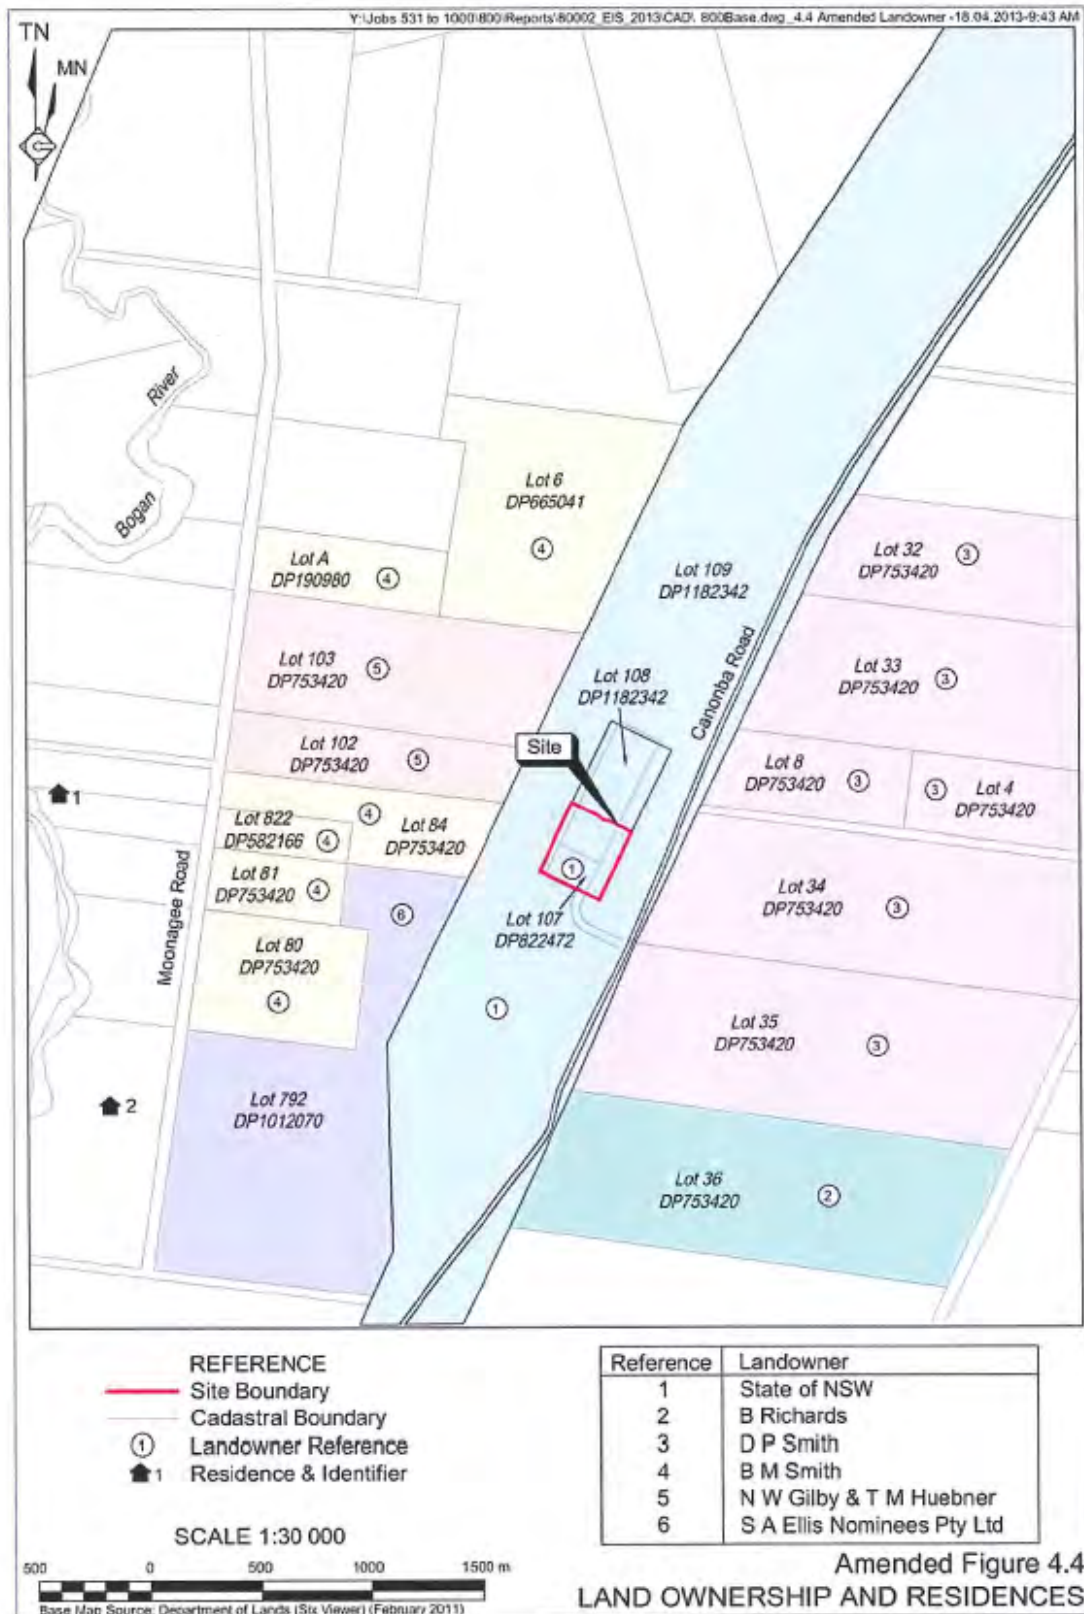 Y:\Jobs 531 to 1000\800\Reports\80002_EIS_2013\CAD\. 800Base.dwg_4.4 Amended Landowner -18.04.2013-9:43 AM
TN
MN
River
Bogan
Lot 6
DP665041
4
Lot A
DP190980
4
Lot 109
DP1182342
Lot 32
DP753420
3
Lot 103
DP753420
5
Lot 108
DP1182342
Canonba Road
Lot 33
DP753420
3
Lot 102
DP753420
5
Site
Lot 8
DP753420
3
3
Lot 4
DP753420
1
4
Lot 822
DP582166
4
Lot 84
DP753420
Lot 81
DP753420
4
Moonagee Road
6
1
Lot 107
DP822472
Lot 34
DP753420
3
Lot 80
DP753420
4
1
Lot 35
DP753420
3
2
Lot 792
DP1012070
Lot 36
DP753420
2
REFERENCE
Site Boundary
Cadastral Boundary
1 Landowner Reference
1 Residence & Identifier
SCALE 1:30 000
500 0 500 1000 1500 m
Base Map Source: Department of Lands (Six Viewer) (February 2011)
Reference Landowner
1 State of NSW
2 B Richards
3 D P Smith
4 B M Smith
5 N W Gilby & T M Huebner
6 S A Ellis Nominees Pty Ltd
Amended Figure 4.4
LAND OWNERSHIP AND RESIDENCES